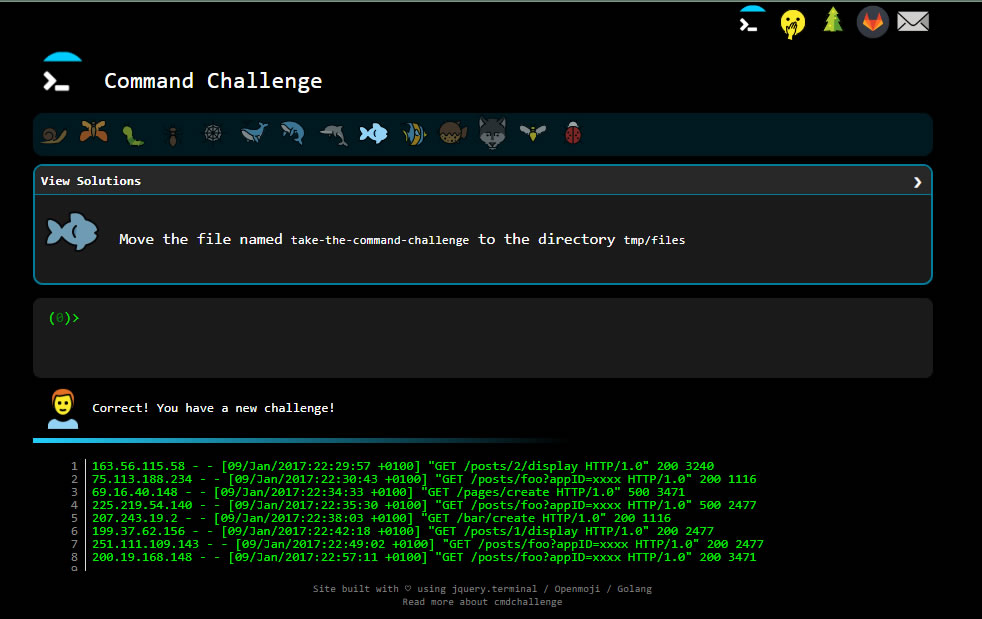 Command Challenge
View Solutions ❯
Move the file named take-the-command-challenge to the directory tmp/files
(0)>
Correct! You have a new challenge!
1 163.56.115.58 - - [09/Jan/2017:22:29:57 +0100] "GET /posts/2/display HTTP/1.0" 200 3240
2 75.113.188.234 - - [09/Jan/2017:22:30:43 +0100] "GET /posts/foo?appID=xxxx HTTP/1.0" 200 1116
3 69.16.40.148 - - [09/Jan/2017:22:34:33 +0100] "GET /pages/create HTTP/1.0" 500 3471
4 225.219.54.140 - - [09/Jan/2017:22:35:30 +0100] "GET /posts/foo?appID=xxxx HTTP/1.0" 500 2477
5 207.243.19.2 - - [09/Jan/2017:22:38:03 +0100] "GET /bar/create HTTP/1.0" 200 1116
6 199.37.62.156 - - [09/Jan/2017:22:42:18 +0100] "GET /posts/1/display HTTP/1.0" 200 2477
7 251.111.109.143 - - [09/Jan/2017:22:49:02 +0100] "GET /posts/foo?appID=xxxx HTTP/1.0" 200 2477
8 200.19.168.148 - - [09/Jan/2017:22:57:11 +0100] "GET /posts/foo?appID=xxxx HTTP/1.0" 200 3471
Site built with ♡ using jquery.terminal / Openmoji / Golang
Read more about cmdchallenge